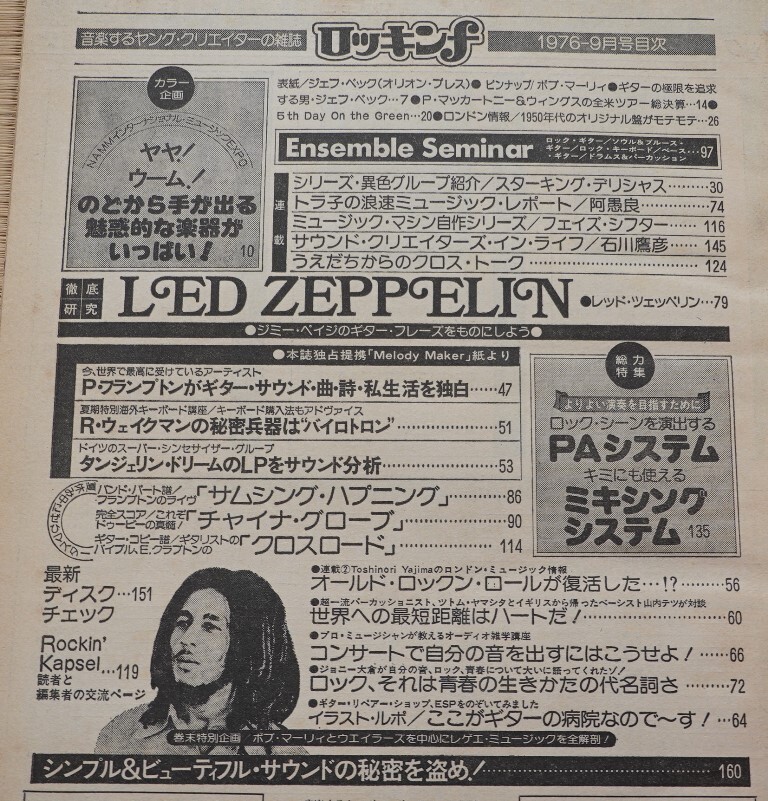 音楽するヤング・クリエイターの雑誌 ロッキンf 1976-9月号目次
カラー
企画
NAMMインターナショナル・ミュージックEXPO.
ヤヤ!
ウーム!
のどから手が出る
魅惑的な楽器が
いっぱい! 10
表紙/ジェフ・ベック(オリオン・プレス)●ピンナップ/ボブ・マーリィ●ギターの極限を追求
する男・ジェフ・ベック…7●P・マッカートニー&ウィングスの全米ツアー総決算…14●
5th Day On the Green…20●ロンドン情報/1950年代のオリジナル盤がモテモテ…26
Ensemble Seminar
ロック・ギター/ソウル&ブルース・
ギター/ロック・キーボード/ベース…97
・ギター/ドラムス&パーカッション
連載
シリーズ・異色グループ紹介/スターキング・デリシャス………30
トラ子の浪速ミュージック・レポート/阿愚良………74
ミュージック・マシン自作シリーズ/フェイズ・シフター……116
サウンド・クリエイターズ・イン・ライフ/石川鷹彦……145
うえだちからのクロス・トーク………124
徹底
研究
LED ZEPPELIN ●レッド・ツェッペリン…79
●ジミー・ペイジのギター・フレーズをものにしよう●
●本誌独占提携「Melody Maker」紙より
今、世界で最高に受けているアーティスト
P・フランプトンがギター・サウンド・曲・詩・私生活を独白……47
夏期特別海外キーボード講座/キーボード購入法もアドヴァイス
R・ウェイクマンの秘密兵器は“バイロトロン”………51
ドイツのスーパー・シンセサイザー・グループ
タンジェリン・ドリームのLPをサウンド分析………53
総力
特集
よりよい演奏を目指すために
ロック・シーンを演出する
PAシステム
キミにも使える
ミキシング
システム 135
バンド・パート譜/
フランプトンのライヴ「サムシング・ハプニング」………86
完全スコア/これぞ
ドゥービーの真髄!「チャイナ・グローブ」………90
ギター・コピー譜/ギタリストの
バイブル、E.クラプトンの「クロスロード」………114
最新
ディスク…151
チェック
Rockin'
Kapsel…119
読者と
編集者の交流ページ
●連載②Toshinori Yajimaのロンドン・ミュージック情報
オールド・ロックン・ロールが復活した…!?………56
●超一流パーカッショニスト、ツトム・ヤマシタとイギリスから帰ったベーシスト山内テツが対談
世界への最短距離はハートだ!………60
●プロ・ミュージシャンが教えるオーディオ雑学講座
コンサートで自分の音を出すにはこうせよ!……66
●ジョニー大倉が自分の音、ロック、青春について大いに語ってくれたゾ!
ロック、それは青春の生きかたの代名詞さ……72
●ギター・リペアー・ショップ、ESPをのぞいてみました
イラスト・ルポ/ここがギターの病院なので〜す!…64
巻末特別企画/ボブ・マーリィとウエイラーズを中心にレゲエ・ミュージックを全解剖!
シンプル&ビューティフル・サウンドの秘密を盗め!………160